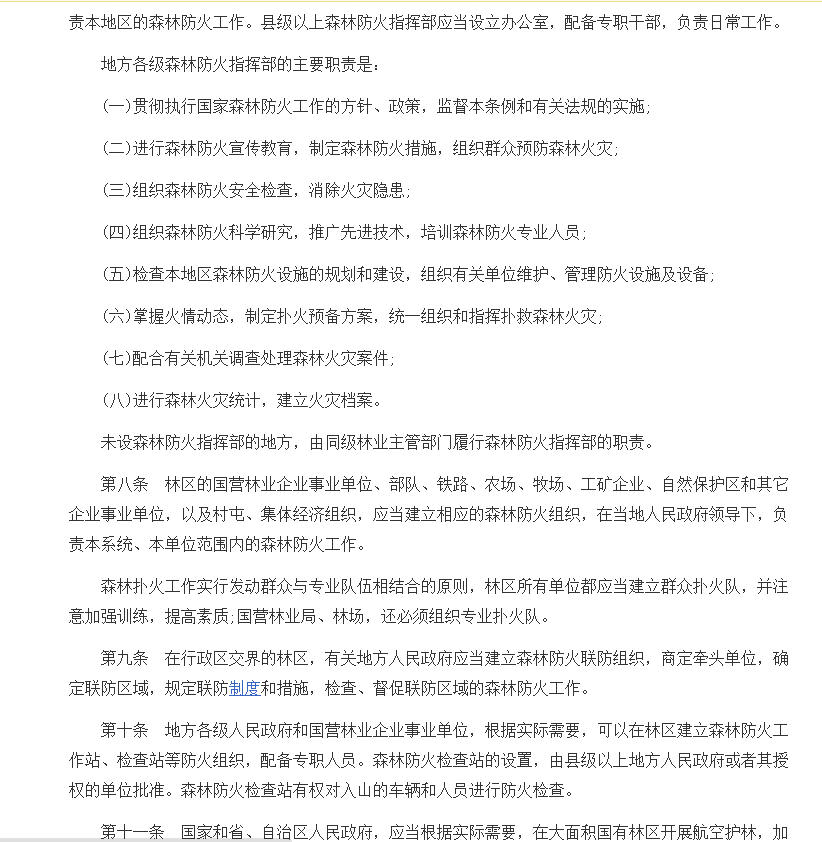 责本地区的森林防火工作。县级以上森林防火指挥部应当设立办公室，配备专职干部，负责日常工作。
地方各级森林防火指挥部的主要职责是：
(一)贯彻执行国家森林防火工作的方针、政策，监督本条例和有关法规的实施;
(二)进行森林防火宣传教育，制定森林防火措施，组织群众预防森林火灾;
(三)组织森林防火安全检查，消除火灾隐患;
(四)组织森林防火科学研究，推广先进技术，培训森林防火专业人员;
(五)检查本地区森林防火设施的规划和建设，组织有关单位维护、管理防火设施及设备;
(六)掌握火情动态，制定扑火预备方案，统一组织和指挥扑救森林火灾;
(七)配合有关机关调查处理森林火灾案件;
(八)进行森林火灾统计，建立火灾档案。
未设森林防火指挥部的地方，由同级林业主管部门履行森林防火指挥部的职责。
第八条　林区的国营林业企业事业单位、部队、铁路、农场、牧场、工矿企业、自然保护区和其它
企业事业单位，以及村屯、集体经济组织，应当建立相应的森林防火组织，在当地人民政府领导下，负
责本系统、本单位范围内的森林防火工作。
森林扑火工作实行发动群众与专业队伍相结合的原则，林区所有单位都应当建立群众扑火队，并注
意加强训练，提高素质;国营林业局、林场，还必须组织专业扑火队。
第九条　在行政区交界的林区，有关地方人民政府应当建立森林防火联防组织，商定牵头单位，确
定联防区域，规定联防制度和措施，检查、督促联防区域的森林防火工作。
第十条　地方各级人民政府和国营林业企业事业单位，根据实际需要，可以在林区建立森林防火工
作站、检查站等防火组织，配备专职人员。森林防火检查站的设置，由县级以上地方人民政府或者其授
权的单位批准。森林防火检查站有权对入山的车辆和人员进行防火检查。
第十一条　国家和省、自治区人民政府，应当根据实际需要，在大面积国有林区开展航空护林，加